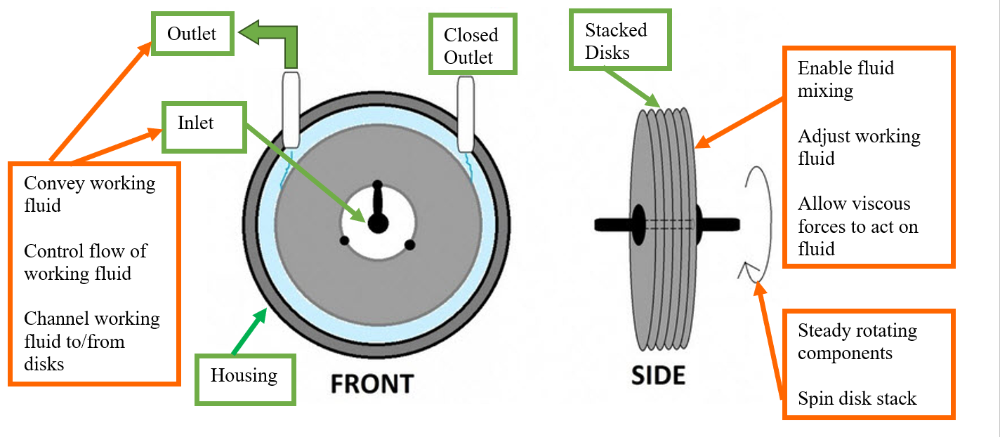 Outlet
Closed
Outlet
Stacked
Disks
Enable fluid
mixing
Adjust working
fluid
Allow viscous
forces to act on
fluid
Inlet
Convey working
fluid
Control flow of
working fluid
Channel working
fluid to/from
disks
Housing
FRONT
SIDE
Steady rotating
components
Spin disk stack